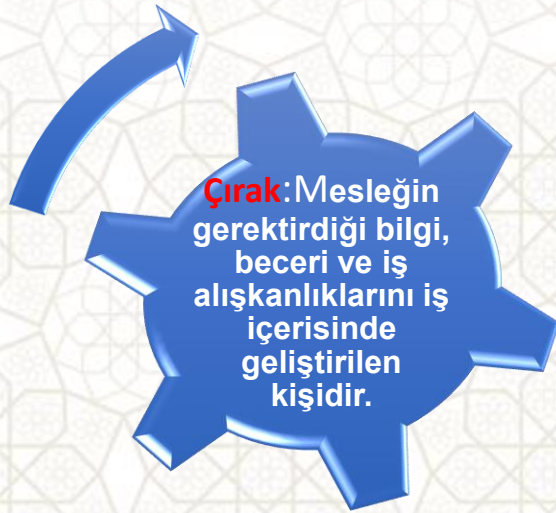 Çırak:Mesleğin
gerektirdiği bilgi,
beceri ve iş
alışkanlıklarını iş
içerisinde
geliştirilen
kişidir.